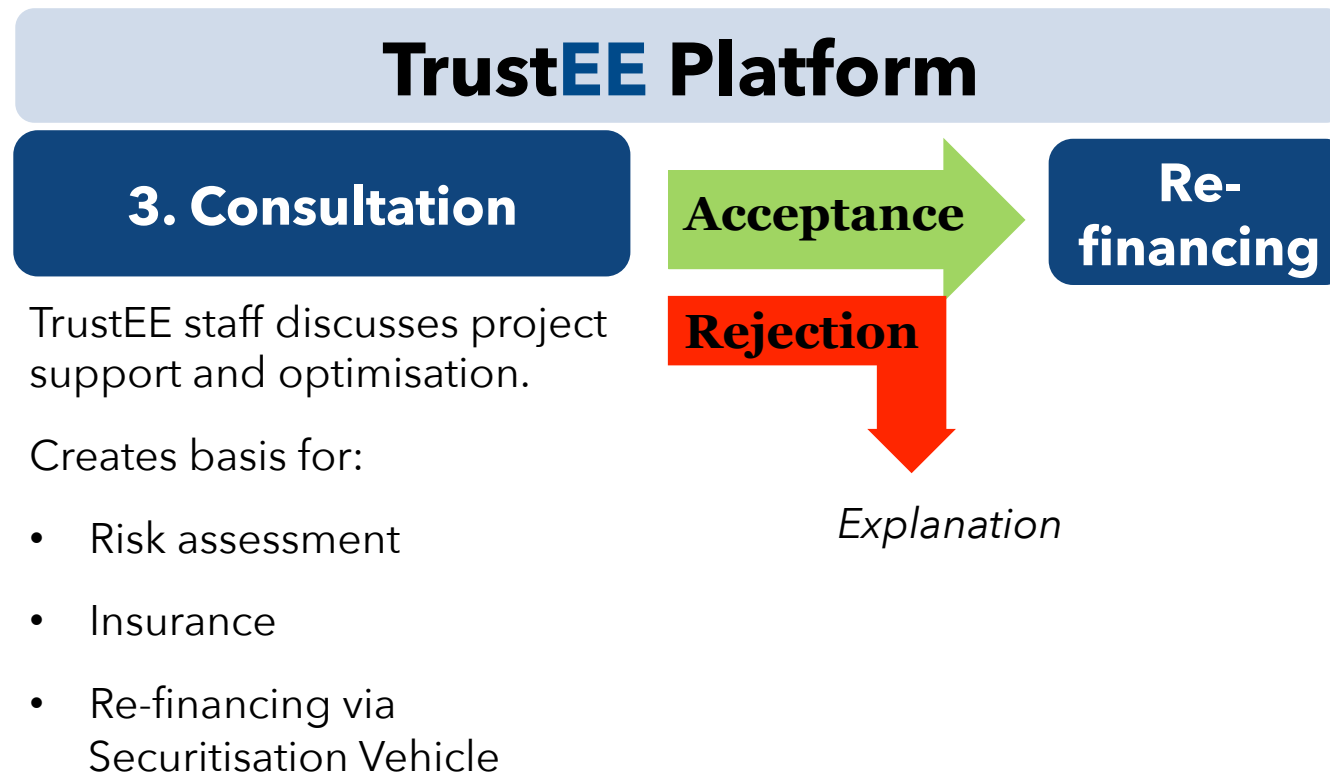 TrustEE Platform
3. Consultation
Acceptance
Re-
financing
Rejection
TrustEE staff discusses project
support and optimisation.
Creates basis for:
• Risk assessment
• Insurance
• Re-financing via
Securitisation Vehicle
Explanation